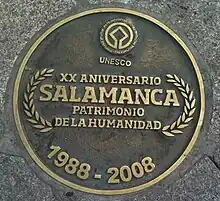 UNESCO
XX ANIVERSARIO
SALAMANCA
PATRIMONIO
DE LA HUMANIDAD
1988 - 2008